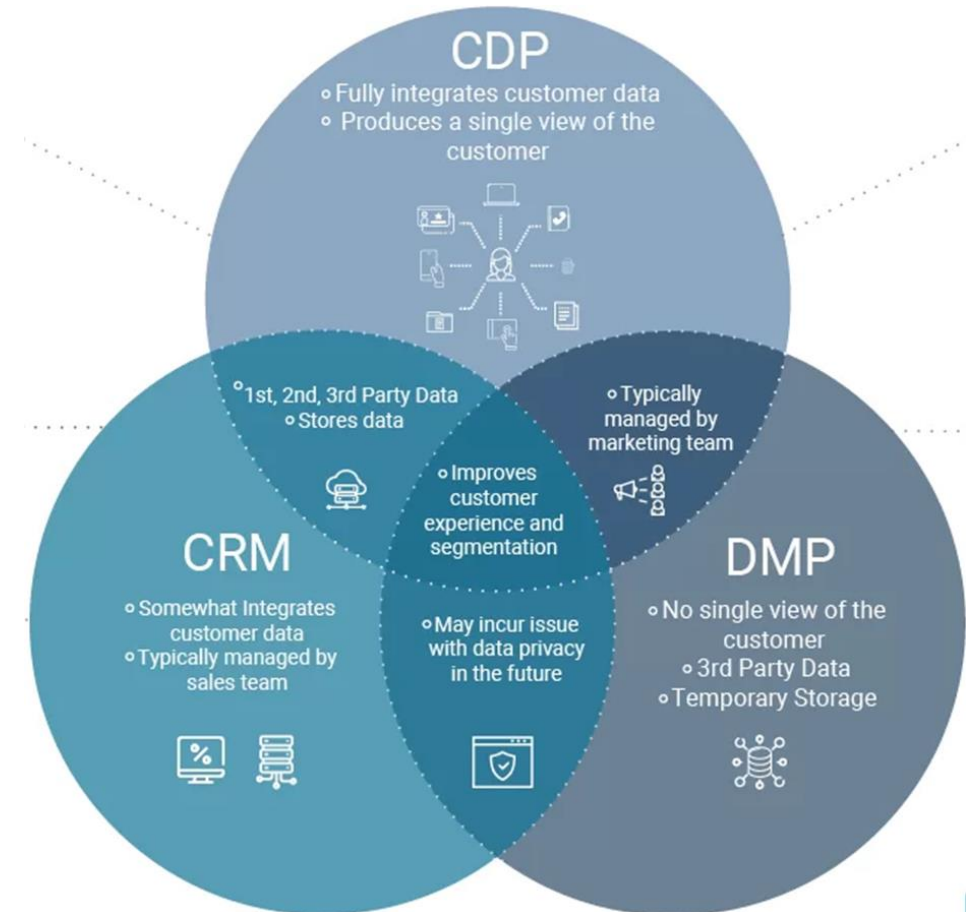 CDP
Fully integrates customer data
Produces a single view of the
customer
1st, 2nd, 3rd Party Data
Stores data
Typically
managed by
marketing team
Improves
customer
experience and
segmentation
CRM
Somewhat Integrates
customer data
Typically managed by
sales team
May incur issue
with data privacy
in the future
DMP
No single view of the
customer
3rd Party Data
Temporary Storage
%